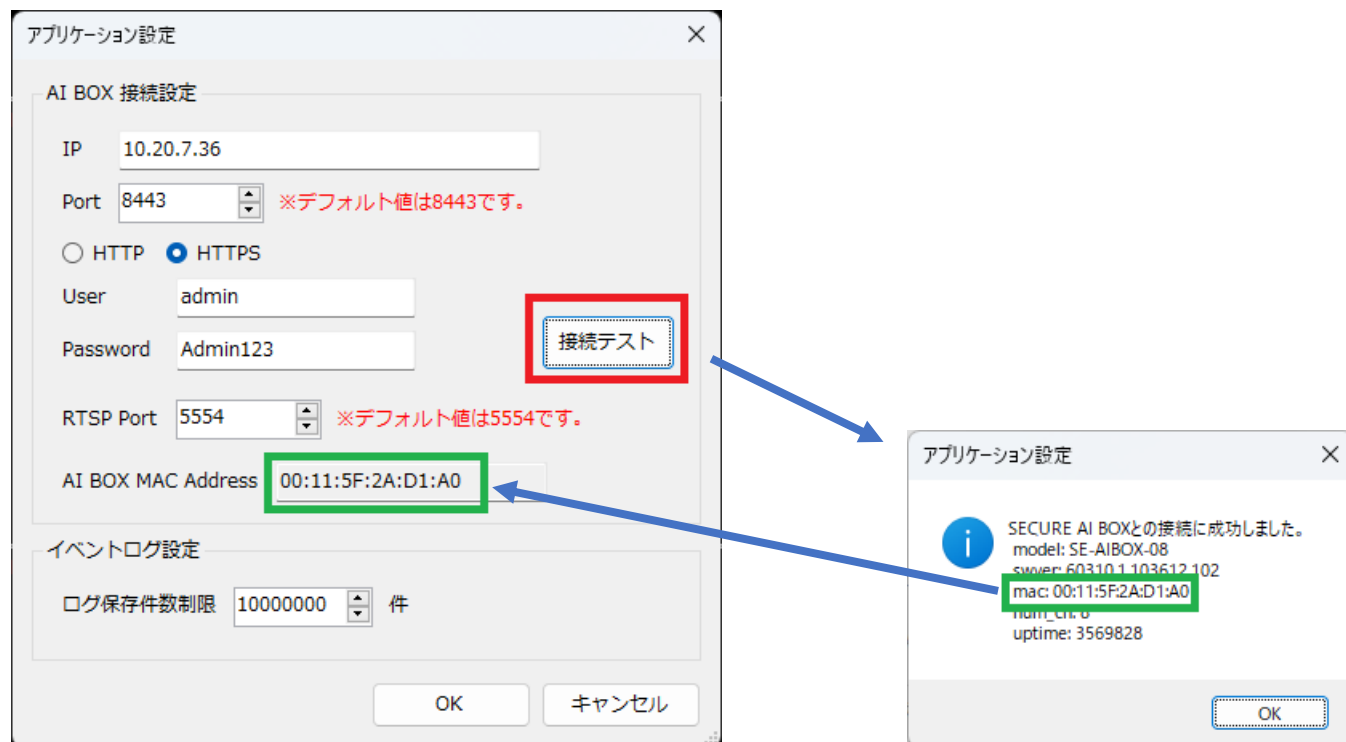 アプリケーション設定
AI BOX 接続設定
IP 10.20.7.36
Port 8443 ※デフォルト値は8443です。
HTTP HTTPS
User admin
Password Admin123
接続テスト
RTSP Port 5554 ※デフォルト値は5554です。
AI BOX MAC Address 00:11:5F:2A:D1:A0
イベントログ設定
ログ保存件数制限 10000000 件
OK キャンセル
アプリケーション設定
SECURE AI BOXとの接続に成功しました。
model: SE-AIBOX-08
swver: 60310.1.103612.102
mac: 00:11:5F:2A:D1:A0
num_ch: 8
uptime: 3569828
OK